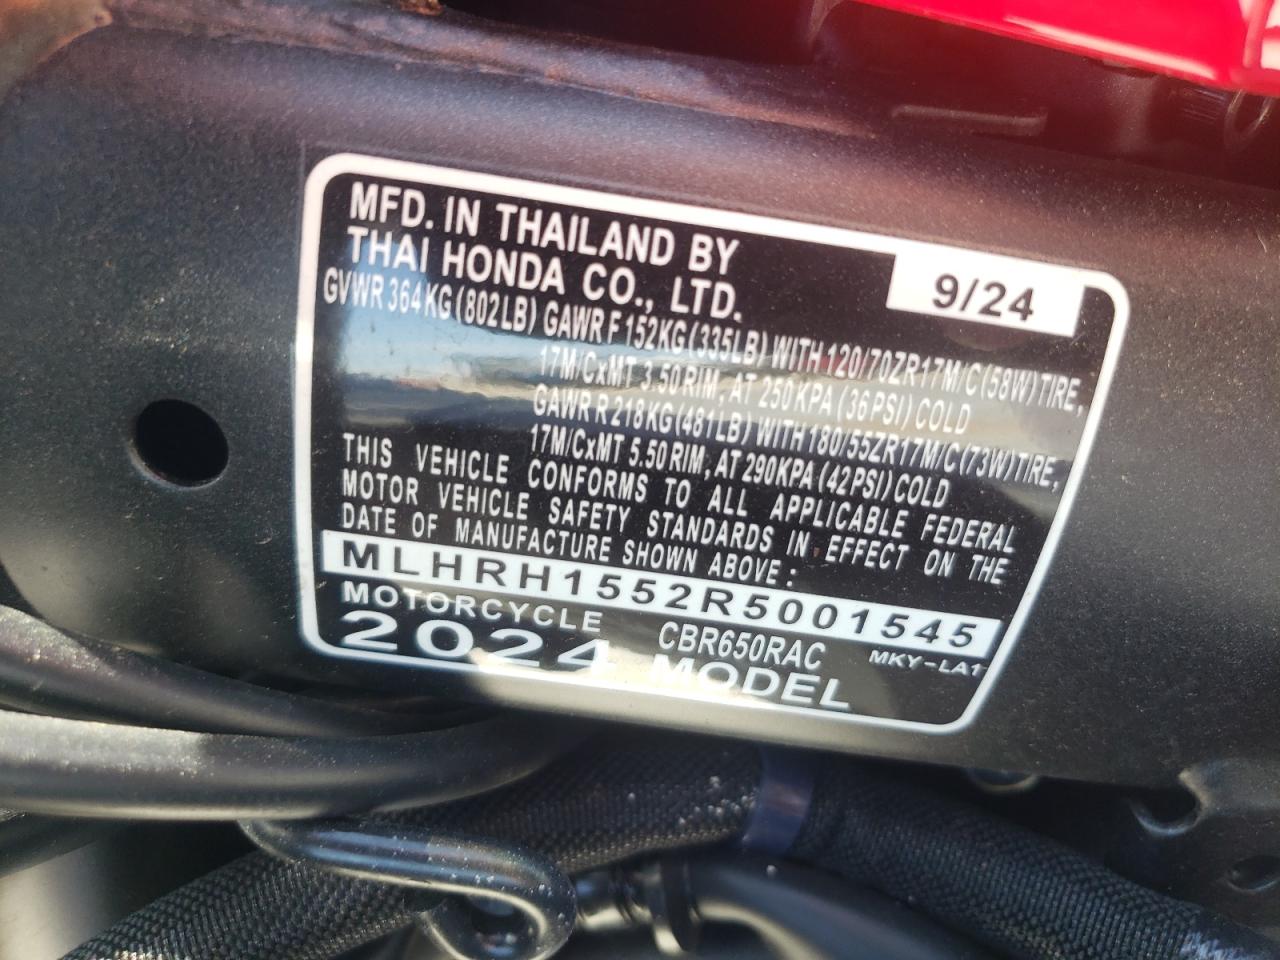 MFD. IN THAILAND BY
THAI HONDA CO., LTD.
9/24
GVWR 364KG (802LB) GAWR F 152KG (335LB) WITH 120/70ZR17M/C (58W) TIRE,
17M/CxMT 3.50 RIM, AT 250 KPA (36 PSI) COLD
GAWR R 218KG (481LB) WITH 180/55ZR17M/C (73W) TIRE,
17M/CxMT 5.50 RIM, AT 290KPA (42PSI) COLD
THIS VEHICLE CONFORMS TO ALL APPLICABLE FEDERAL
MOTOR VEHICLE SAFETY STANDARDS IN EFFECT ON THE
DATE OF MANUFACTURE SHOWN ABOVE:
MLHRH1552R5001545
MOTORCYCLE CBR650RAC MKY-LA1
2024 MODEL